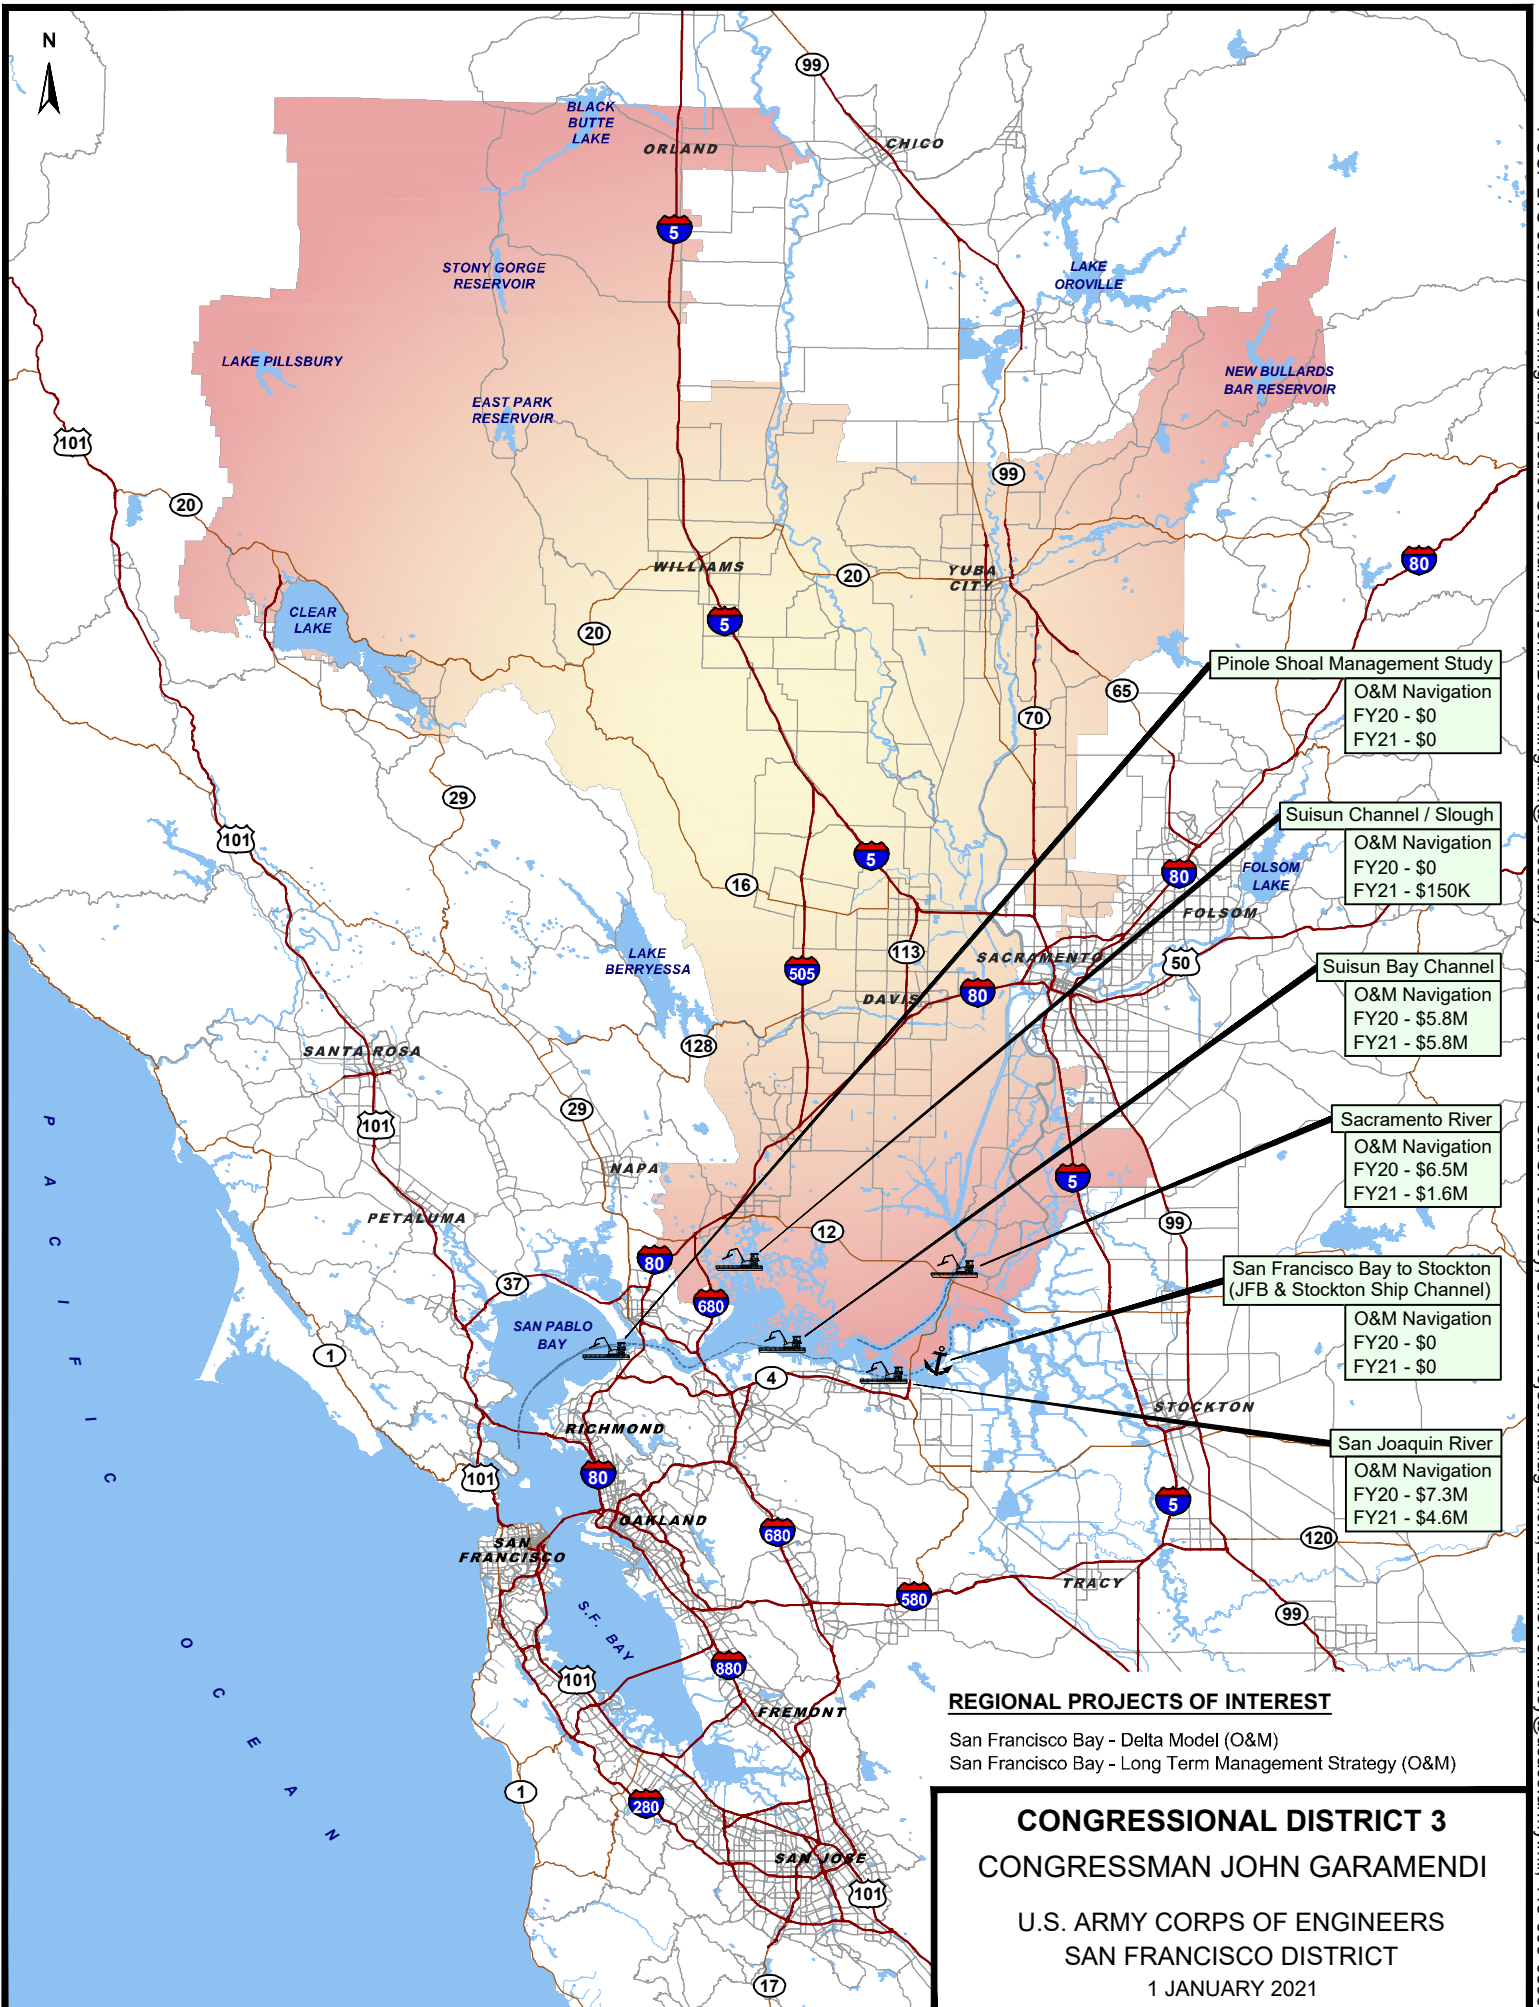 N
99
BLACK
BUTTE
LAKE
ORLAND
CHICO
5
STONY GORGE
RESERVOIR
LAKE
OROVILLE
LAKE PILLSBURY
NEW BULLARDS
BAR RESERVOIR
EAST PARK
RESERVOIR
101
99
20
80
WILLIAMS
20
YUBA
CITY
CLEAR
LAKE
5
20
Pinole Shoal Management Study
O&M Navigation
FY20 - $0
FY21 - $0
65
70
29
Suisun Channel / Slough
O&M Navigation
FY20 - $0
FY21 - $150K
101
5
16
80
FOLSOM
LAKE
FOLSOM
LAKE
BERRYESSA
113
SACRAMENTO
50
505
DAVIS
80
Suisun Bay Channel
O&M Navigation
FY20 - $5.8M
FY21 - $5.8M
128
SANTA ROSA
29
101
Sacramento River
O&M Navigation
FY20 - $6.5M
FY21 - $1.6M
NAPA
5
PETALUMA
99
12
80
37
680
San Francisco Bay to Stockton
(JFB & Stockton Ship Channel)
O&M Navigation
FY20 - $0
FY21 - $0
SAN PABLO
BAY
1
4
STOCKTON
RICHMOND
San Joaquin River
O&M Navigation
FY20 - $7.3M
FY21 - $4.6M
101
80
5
OAKLAND
680
120
SAN
FRANCISCO
TRACY
580
99
S.F. BAY
PACIFIC OCEAN
880
101
FREMONT
1
280
SAN JOSE
101
17
REGIONAL PROJECTS OF INTEREST
San Francisco Bay - Delta Model (O&M)
San Francisco Bay - Long Term Management Strategy (O&M)
CONGRESSIONAL DISTRICT 3
CONGRESSMAN JOHN GARAMENDI
U.S. ARMY CORPS OF ENGINEERS
SAN FRANCISCO DISTRICT
1 JANUARY 2021